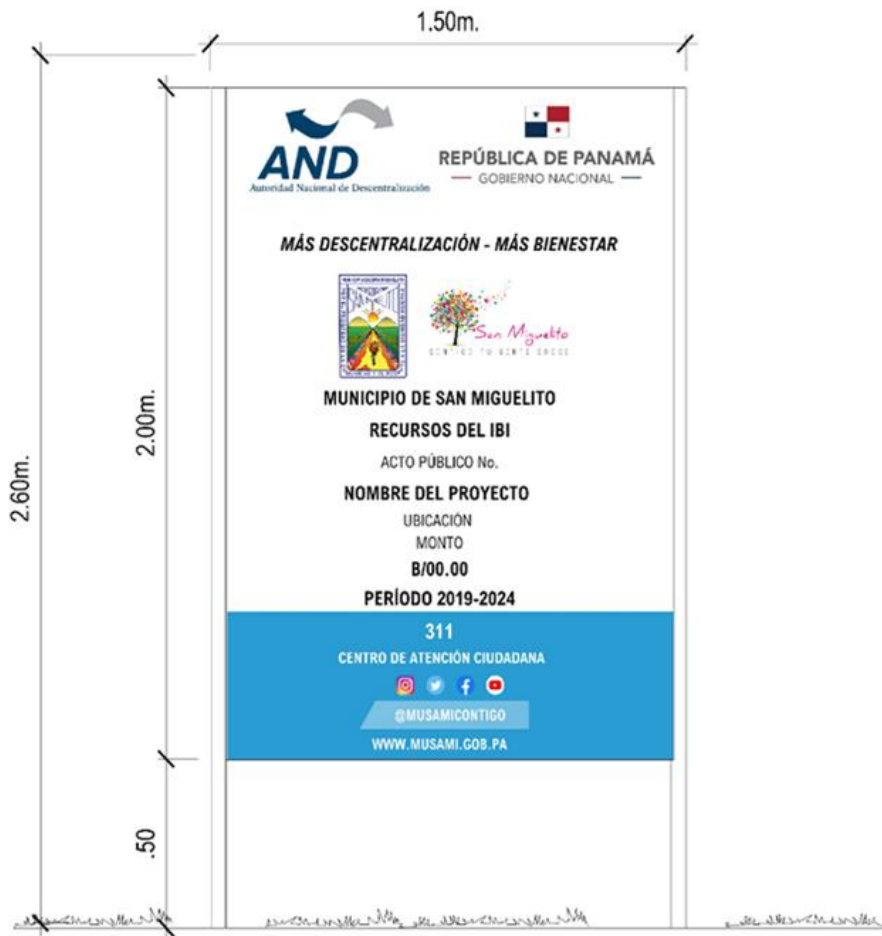 1.50m.
2.60m.
2.00m.
.50
AND
Autoridad Nacional de Descentralización
REPÚBLICA DE PANAMÁ
GOBIERNO NACIONAL
MÁS DESCENTRALIZACIÓN - MÁS BIENESTAR
San Miguelito
MUNICIPIO DE SAN MIGUELITO
RECURSOS DEL IBI
ACTO PÚBLICO No.
NOMBRE DEL PROYECTO
UBICACIÓN
MONTO
B/00.00
PERÍODO 2019-2024
311
CENTRO DE ATENCIÓN CIUDADANA
@MUSAMICONTIGO
WWW.MUSAMI.GOB.PA